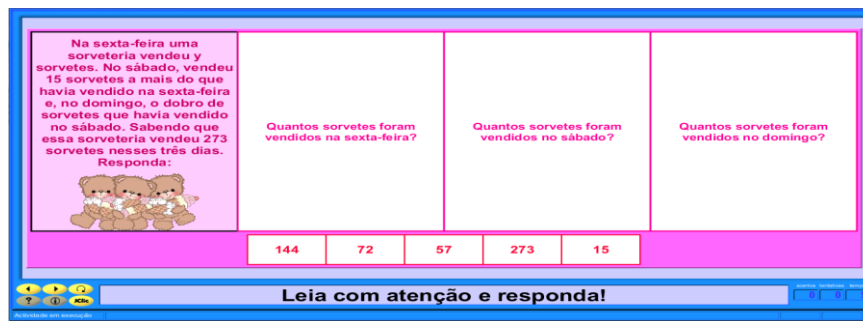 Na sexta-feira uma
sorveteria vendeu y
sorvetes. No sábado, vendeu
15 sorvetes a mais do que
havia vendido na sexta-feira
e, no domingo, o dobro de
sorvetes que havia vendido
no sábado. Sabendo que
essa sorveteria vendeu 273
sorvetes nesses três dias.
Responda:
Quantos sorvetes foram
vendidos na sexta-feira?
Quantos sorvetes foram
vendidos no sábado?
Quantos sorvetes foram
vendidos no domingo?
144 72 57 273 15
? i JClic
Leia com atenção e responda!
0 0
Actividade em execução